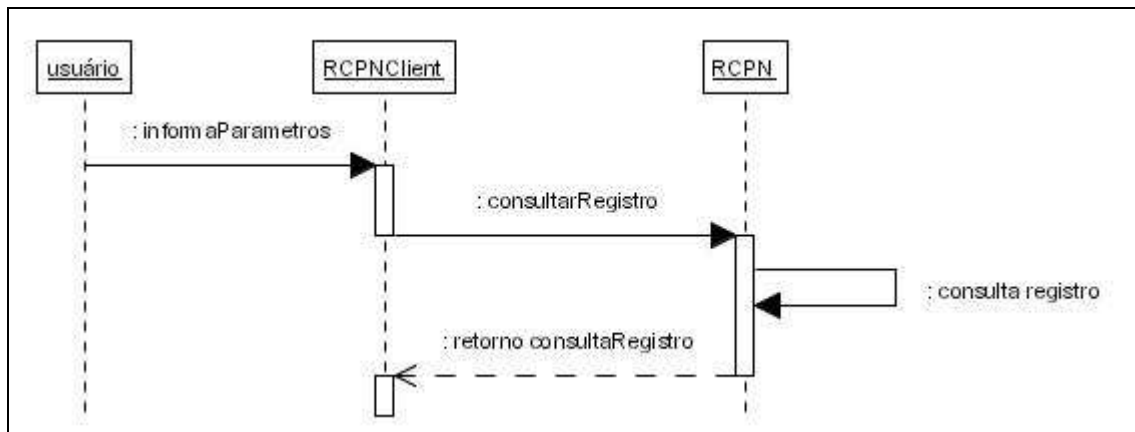 usuário
RCPNClient
RCPN
: informaParametros
: consultarRegistro
: consulta registro
: retorno consultaRegistro